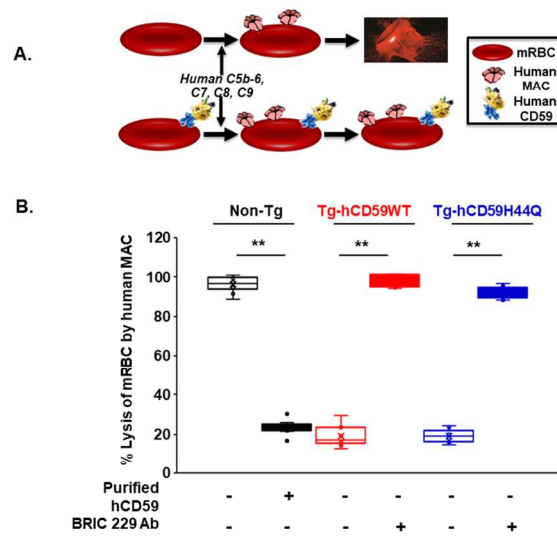 A.
Human C5b-6,
C7, C8, C9
mRBC
Human
MAC
Human
CD59
B.
Non-Tg Tg-hCD59WT Tg-hCD59H44Q
** ** **
% Lysis of mRBC by human MAC
120
100
80
60
40
20
0
Purified
hCD59 - + - - - -
BRIC 229 Ab - - - + - +